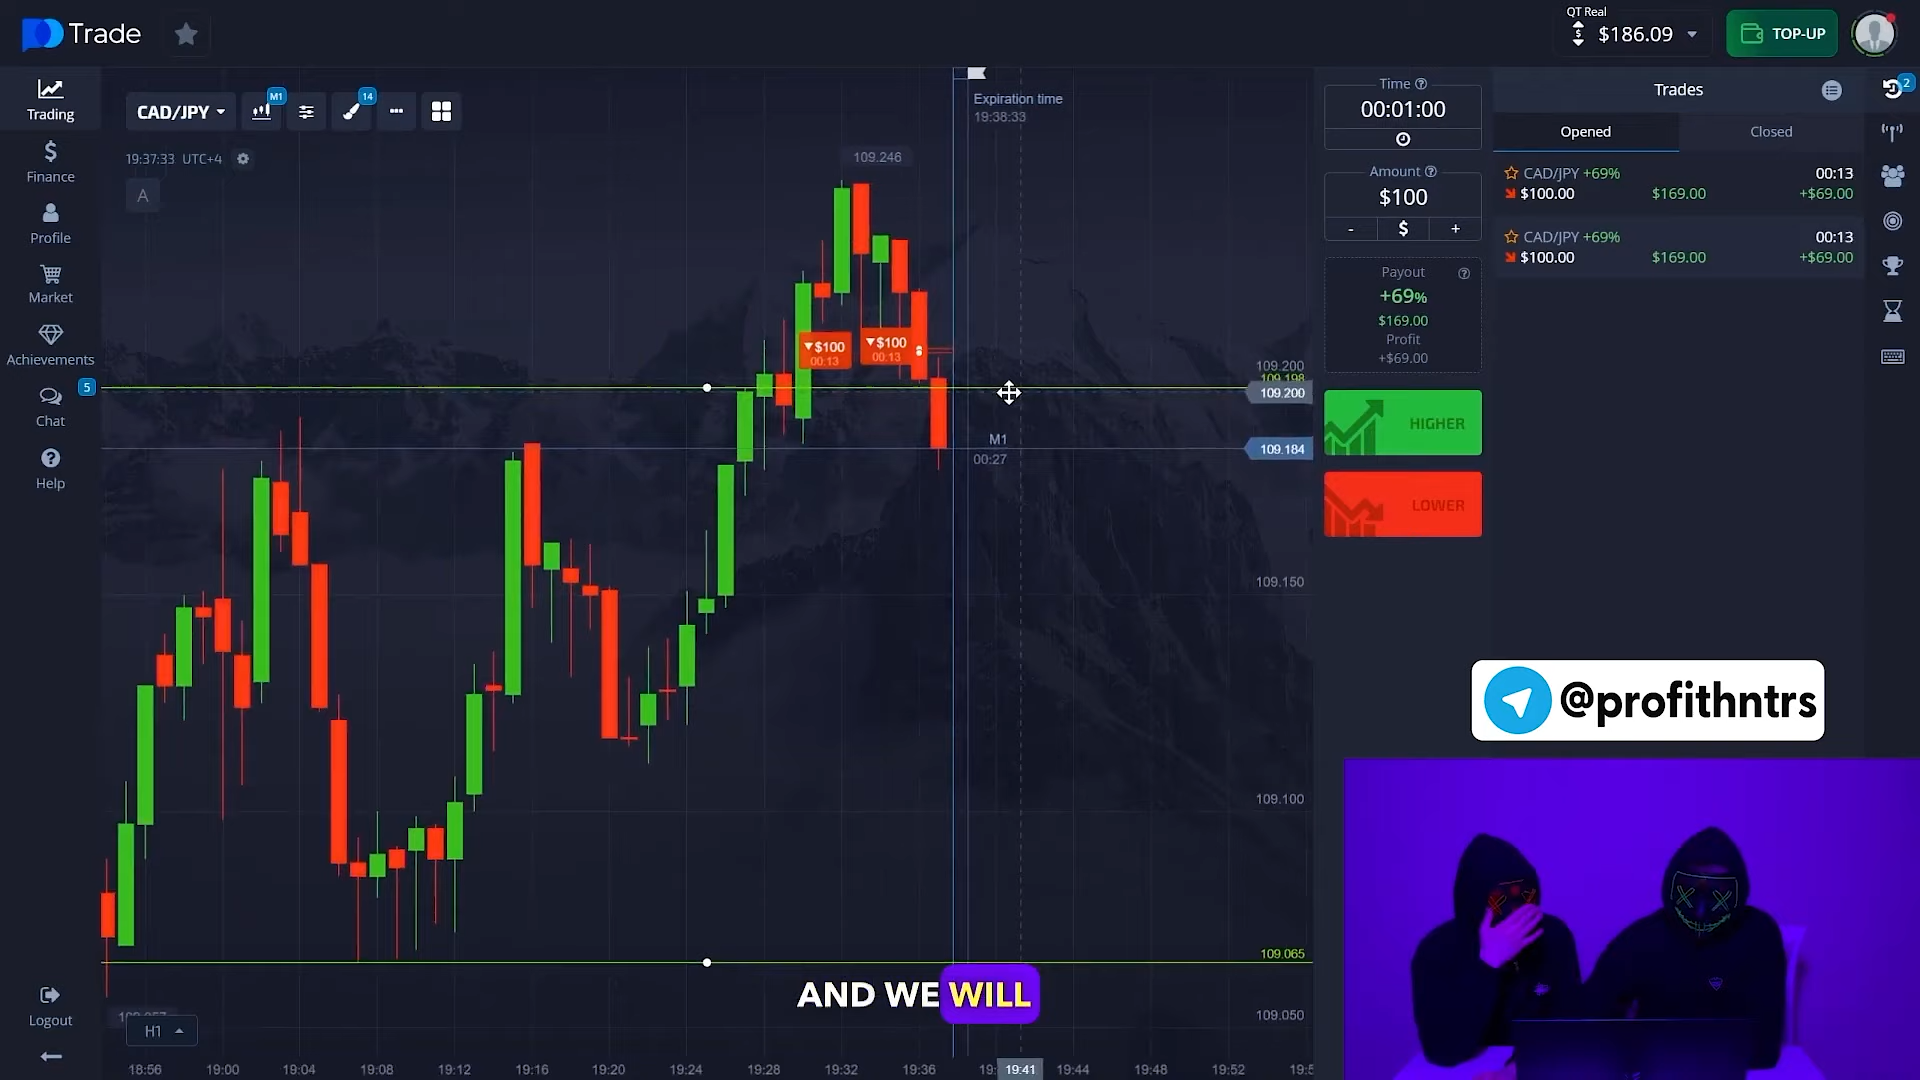 Trade
QT Real
$186.09
TOP-UP
Trading
Finance
Profile
Market
Achievements
5
Chat
Help
Logout
CAD/JPY
M1
14
19:37:33 UTC+4
A
Expiration time
19:38:33
109.246
▼$100
00:13
▼$100
00:13
M1
00:27
109.200
109.198
109.200
109.184
109.150
109.100
109.065
109.050
H1
18:56 19:00 19:04 19:08 19:12 19:16 19:20 19:24 19:28 19:32 19:36 19:41 19:44 19:48 19:52
Time
00:01:00
Amount
$100
- $ +
Payout
+69%
$169.00
Profit
+$69.00
HIGHER
LOWER
Trades
2
Opened Closed
CAD/JPY +69% 00:13
$100.00 $169.00 +$69.00
CAD/JPY +69% 00:13
$100.00 $169.00 +$69.00
@profithntrs
AND WE WILL